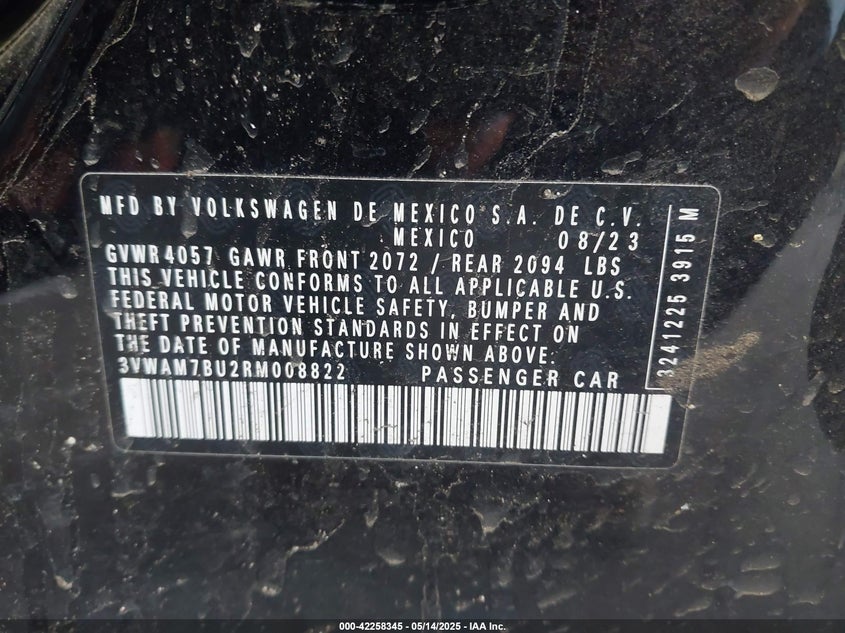 MFD BY VOLKSWAGEN DE MEXICO S.A. DE C.V.
MEXICO 08/23
GVWR 4057 GAWR FRONT 2072 / REAR 2094 LBS
THIS VEHICLE CONFORMS TO ALL APPLICABLE U.S.
FEDERAL MOTOR VEHICLE SAFETY, BUMPER AND
THEFT PREVENTION STANDARDS IN EFFECT ON
THE DATE OF MANUFACTURE SHOWN ABOVE.
3VWAM7BU2RM008822 PASSENGER CAR
3241225 3915 M
000-42258345 - 05/14/2025 - IAA Inc.